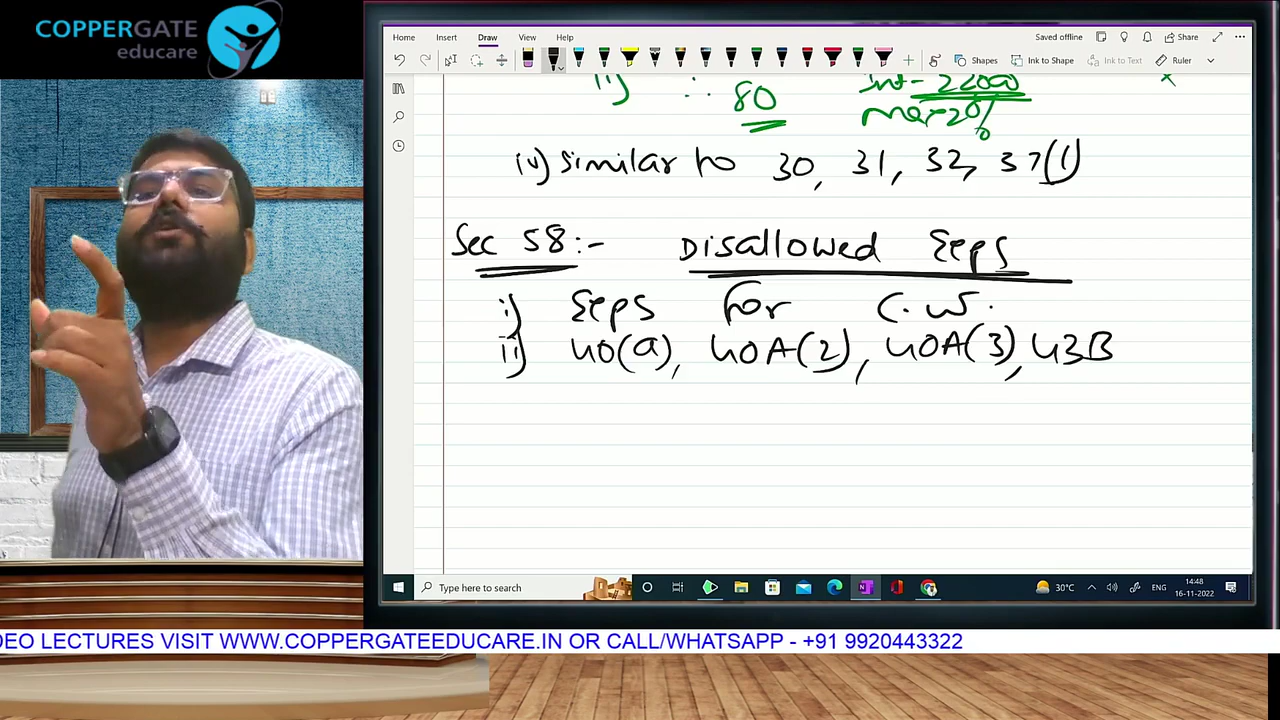 COPPERGATE
educare
Saved offline
Share
Home Insert Draw View Help
Shapes Ink to Shape Ink to Text Ruler
80
max 20%
iv) similar to 30, 31, 32, 37(1)
Sec 58:- Disallowed Exps
i) Exps for C.W.
ii) 40(a), 40A(2), 40A(3), 43B
Type here to search
30°C ENG 14:48
16-11-2022
DEO LECTURES VISIT WWW.COPPERGATEEDUCARE.IN OR CALL/WHATSAPP - +91 9920443322